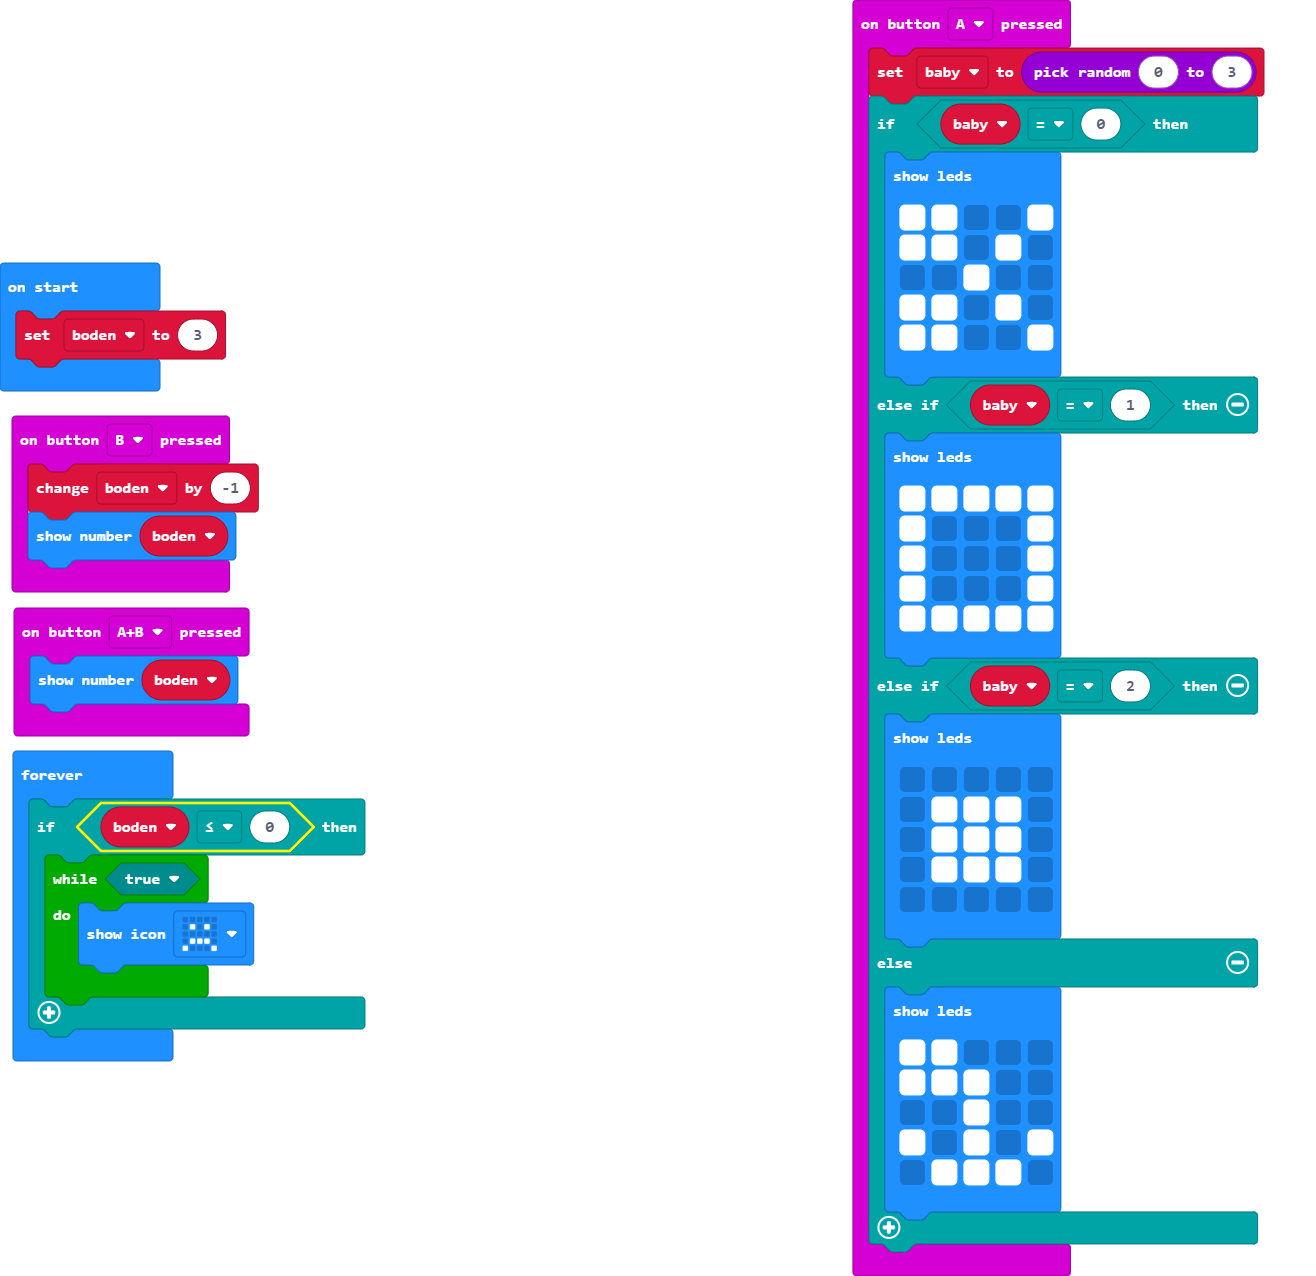 on start
set boden to 3
on button B pressed
change boden by -1
show number boden
on button A+B pressed
show number boden
forever
if boden ≤ 0 then
while true
do
show icon
on button A pressed
set baby to pick random 0 to 3
if baby = 0 then
show leds
else if baby = 1 then
show leds
else if baby = 2 then
show leds
else
show leds